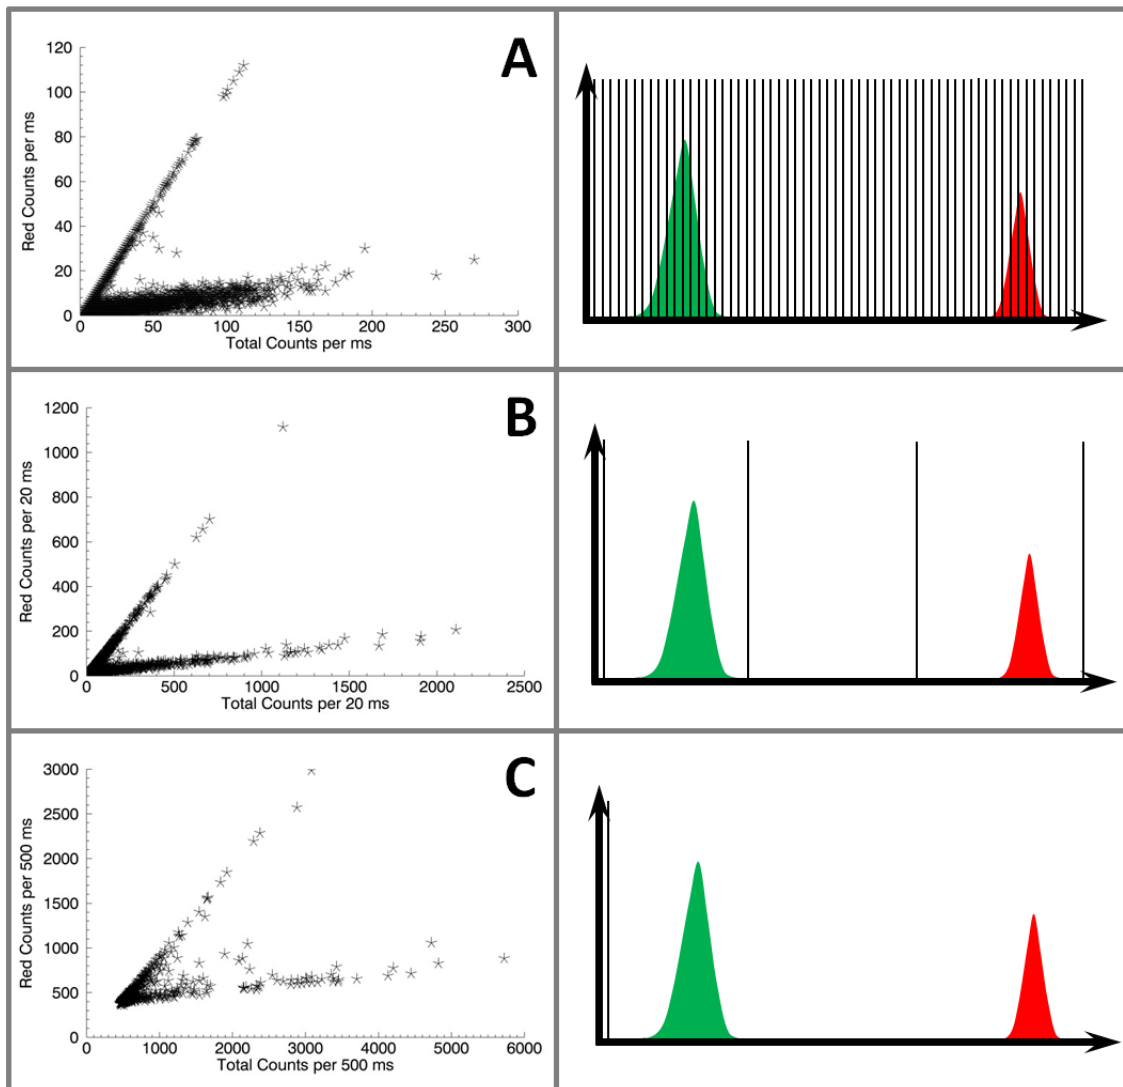 A
Red Counts per ms
120
100
80
60
40
20
0
0 50 100 150 200 250 300
Total Counts per ms
B
Red Counts per 20 ms
1200
1000
800
600
400
200
0
0 500 1000 1500 2000 2500
Total Counts per 20 ms
C
Red Counts per 500 ms
3000
2500
2000
1500
1000
500
0
0 1000 2000 3000 4000 5000 6000
Total Counts per 500 ms